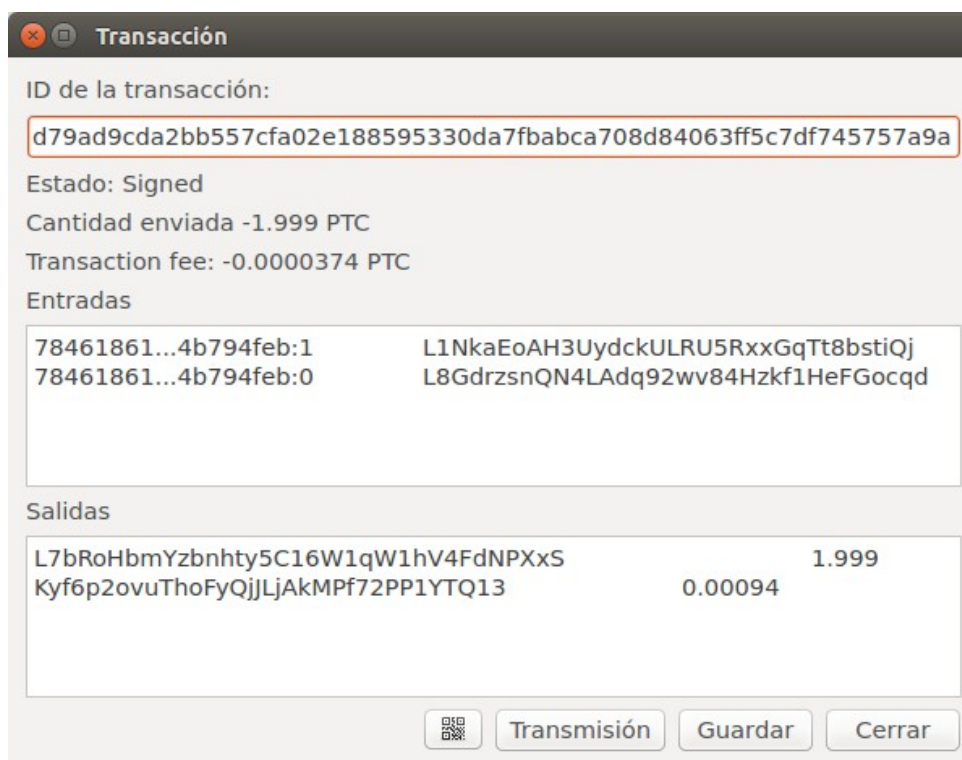 Transacción
ID de la transacción:
d79ad9cda2bb557cfa02e188595330da7fbabca708d84063ff5c7df745757a9a
Estado: Signed
Cantidad enviada -1.999 PTC
Transaction fee: -0.0000374 PTC
Entradas
78461861...4b794feb:1 L1NkaEoAH3UydckULRU5RxxGqTt8bstiQj
78461861...4b794feb:0 L8GdrzsnQN4LAdq92wv84Hzkf1HeFGocqd
Salidas
L7bRoHbmYzbnhty5C16W1qW1hV4FdNPXxS 1.999
Kyf6p2ovuThoFyQjJLjAkMPf72PP1YTQ13 0.00094
Transmisión Guardar Cerrar